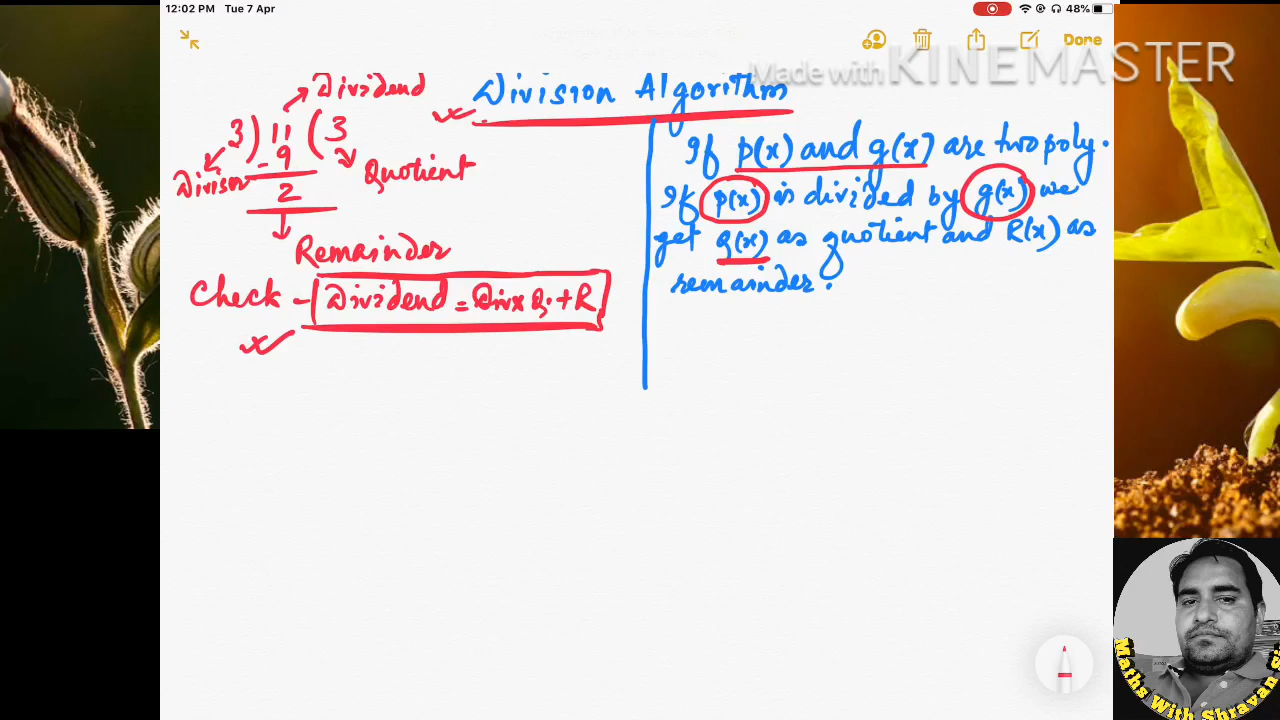 12:02 PM Tue 7 Apr
48%
Done
Made with KINEMASTER
Division Algorithm
Dividend
3) 11 (3
- 9
Divisor
Quotient
2
Remainder
Check - Dividend = Div x Q. + R
If p(x) and g(x) are two poly.
If p(x) is divided by g(x) we
get q(x) as quotient and R(x) as
remainder.
Maths With Shravan